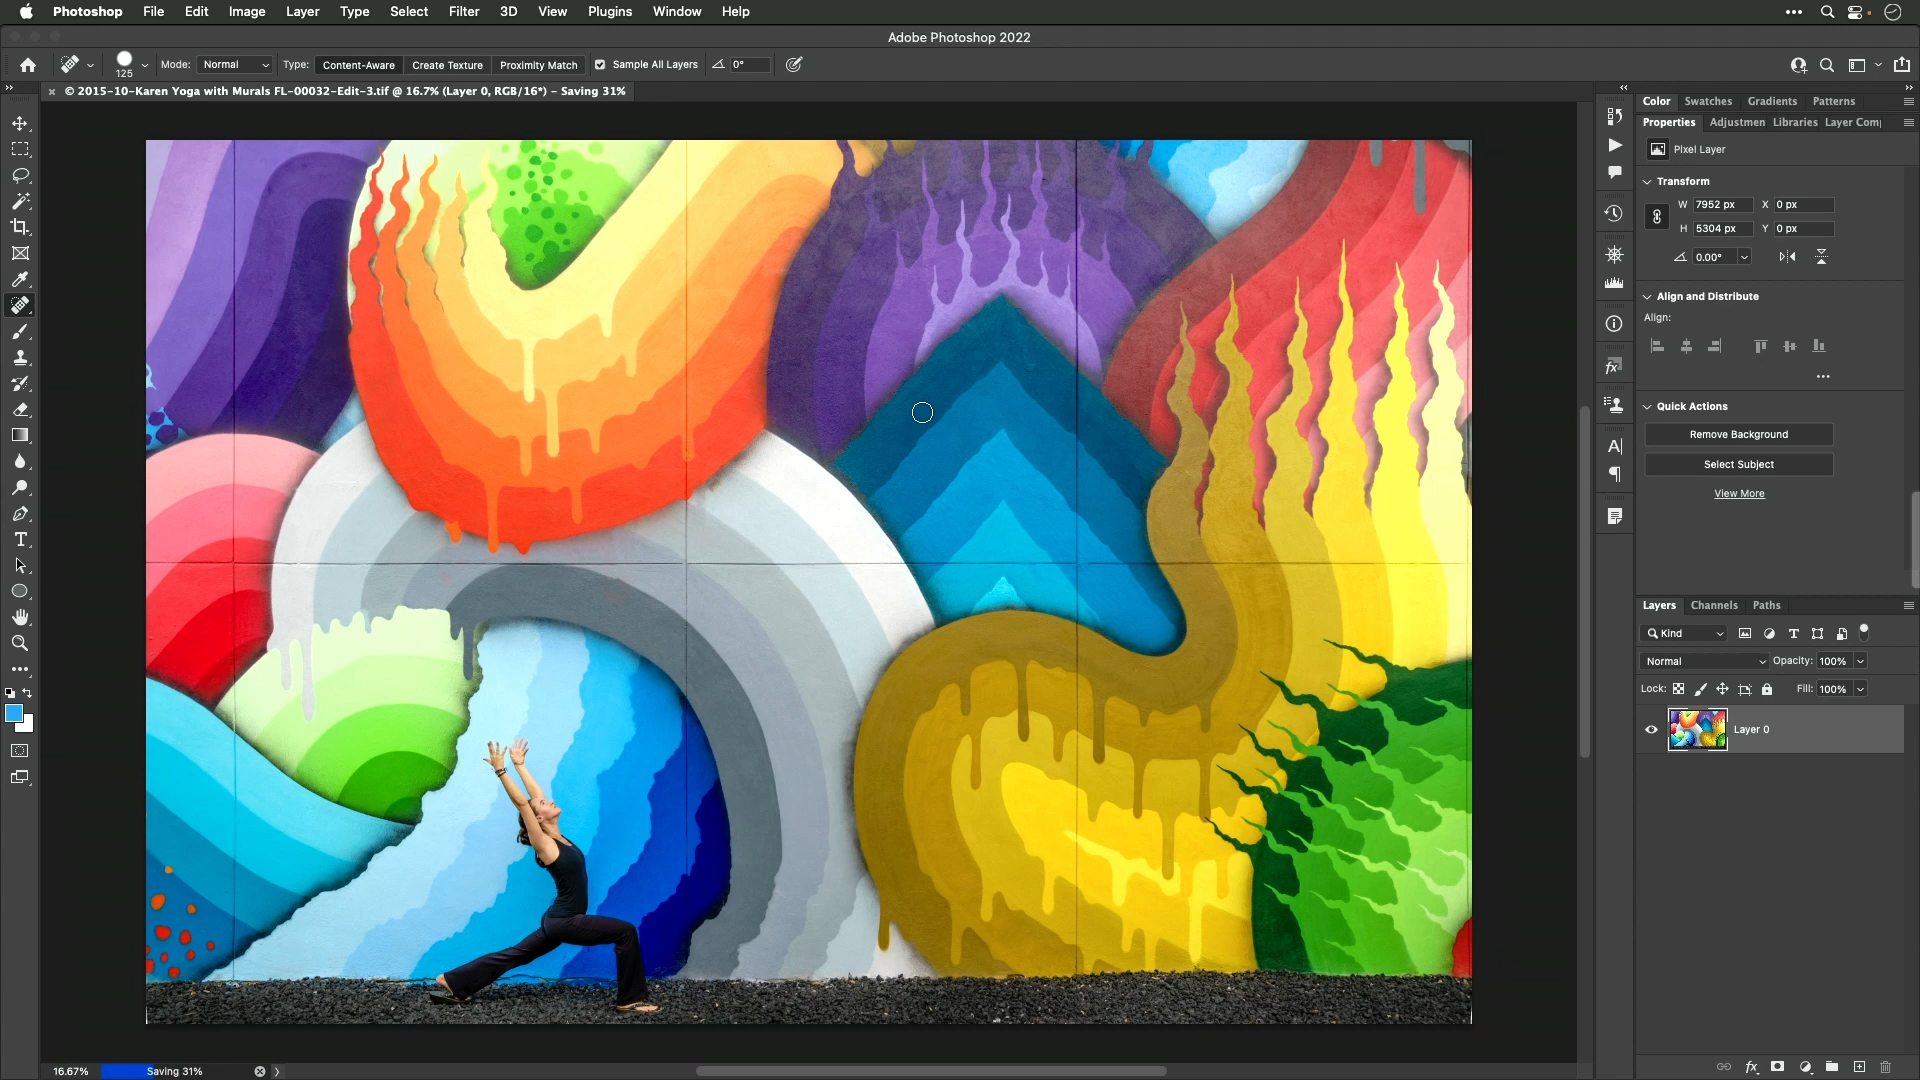 Photoshop File Edit Image Layer Type Select Filter 3D View Plugins Window Help
Adobe Photoshop 2022
125 Mode: Normal Type: Content-Aware Create Texture Proximity Match Sample All Layers 0°
© 2015-10-Karen Yoga with Murals FL-00032-Edit-3.tif @ 16.7% (Layer 0, RGB/16*) – Saving 31%
Color Swatches Gradients Patterns
Properties Adjustmen Libraries Layer Com
Pixel Layer
Transform
W 7952 px X 0 px
H 5304 px Y 0 px
0.00°
Align and Distribute
Align:
Quick Actions
Remove Background
Select Subject
View More
Layers Channels Paths
Kind
Normal Opacity: 100%
Lock: Fill: 100%
Layer 0
16.67% Saving 31%